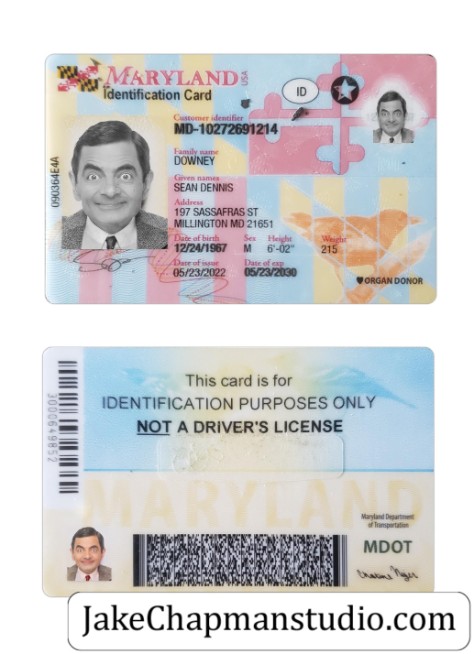 MARYLAND USA
Identification Card
ID
Customer identifier
MD-10272691214
Family name
DOWNEY
Given names
SEAN DENNIS
Address
197 SASSAFRAS ST
MILLINGTON MD 21651
Date of birth Sex Height Weight
12/24/1967 M 6'-02" 215
Date of issue Date of exp
05/23/2022 05/23/2030
ORGAN DONOR
090364E4A
This card is for
IDENTIFICATION PURPOSES ONLY
NOT A DRIVER'S LICENSE
3000649852
MARYLAND
Maryland Department
of Transportation
MDOT
JakeChapmanstudio.com